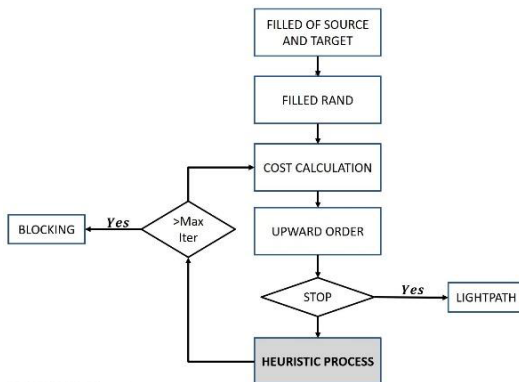 FILLED OF SOURCE
AND TARGET
FILLED RAND
COST CALCULATION
>Max
Iter
Yes
BLOCKING
UPWARD ORDER
STOP
Yes
LIGHTPATH
HEURISTIC PROCESS